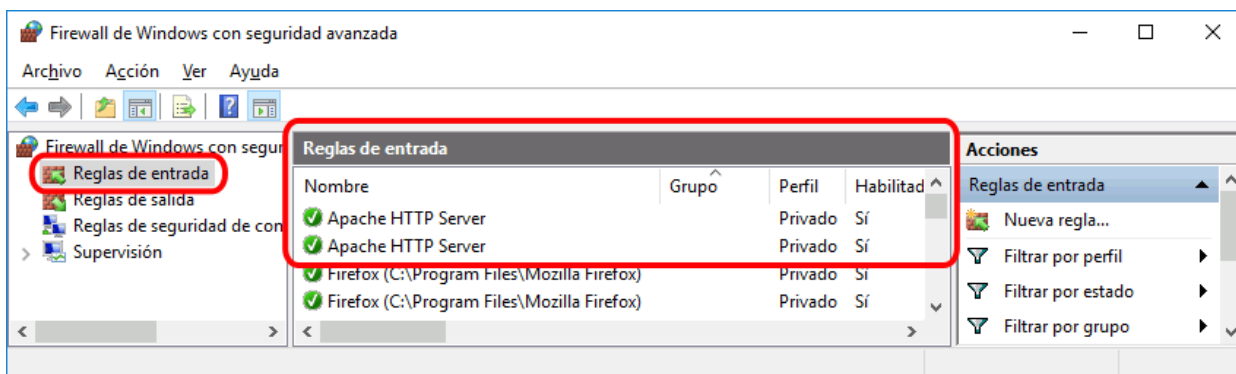 Firewall de Windows con seguridad avanzada
Archivo Acción Ver Ayuda
Firewall de Windows con segur
Reglas de entrada
Reglas de salida
Reglas de seguridad de con
Supervisión
Reglas de entrada
Nombre Grupo Perfil Habilitad
Apache HTTP Server Privado Sí
Apache HTTP Server Privado Sí
Firefox (C:\Program Files\Mozilla Firefox) Privado Sí
Firefox (C:\Program Files\Mozilla Firefox) Privado Sí
Acciones
Reglas de entrada
Nueva regla...
Filtrar por perfil
Filtrar por estado
Filtrar por grupo